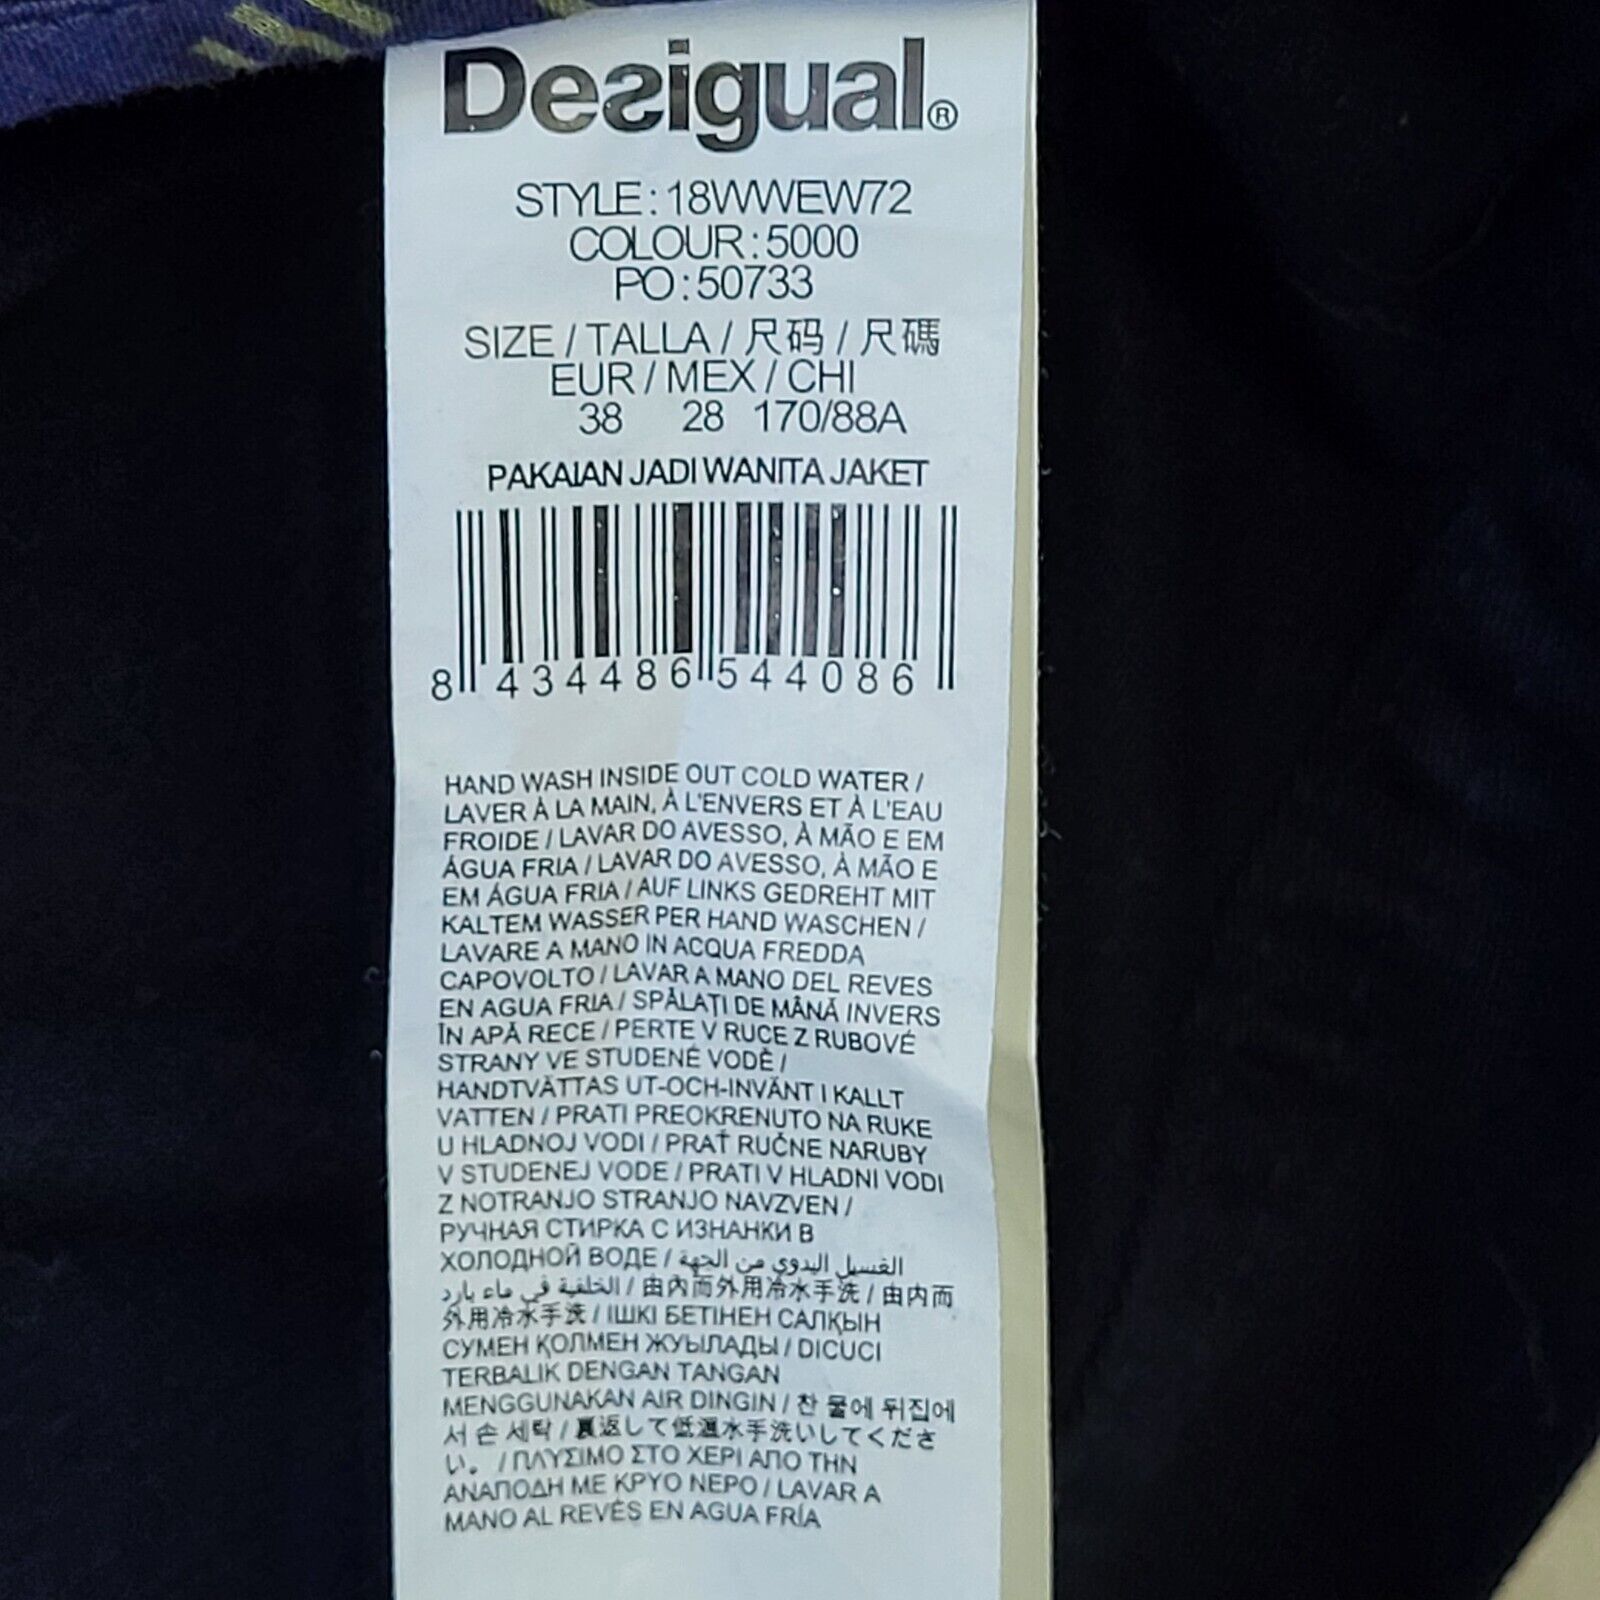 Desigual®
STYLE : 18WWEW72
COLOUR : 5000
PO : 50733
SIZE / TALLA / 尺码 / 尺碼
EUR / MEX / CHI
38 28 170/88A
PAKAIAN JADI WANITA JAKET
8 434486 544086
HAND WASH INSIDE OUT COLD WATER /
LAVER À LA MAIN, À L'ENVERS ET À L'EAU
FROIDE / LAVAR DO AVESSO, À MÃO E EM
ÁGUA FRIA / LAVAR DO AVESSO, À MÃO E
EM ÁGUA FRIA / AUF LINKS GEDREHT MIT
KALTEM WASSER PER HAND WASCHEN /
LAVARE A MANO IN ACQUA FREDDA
CAPOVOLTO / LAVAR A MANO DEL REVES
EN AGUA FRIA / SPĂLAȚI DE MÂNĂ INVERS
ÎN APĂ RECE / PERTE V RUCE Z RUBOVÉ
STRANY VE STUDENÉ VODĚ /
HANDTVÄTTAS UT-OCH-INVÄNT I KALLT
VATTEN / PRATI PREOKRENUTO NA RUKE
U HLADNOJ VODI / PRAŤ RUČNE NARUBY
V STUDENEJ VODE / PRATI V HLADNI VODI
Z NOTRANJO STRANJO NAVZVEN /
РУЧНАЯ СТИРКА С ИЗНАНКИ В
ХОЛОДНОЙ ВОДЕ / الغسيل اليدوي من الجهة
الخلفية في ماء بارد / 由內而外用冷水手洗 / 由内而
外用冷水手洗 / ІШКІ БЕТІНЕН САЛҚЫН
СУМЕН ҚОЛМЕН ЖУЫЛАДЫ / DICUCI
TERBALIK DENGAN TANGAN
MENGGUNAKAN AIR DINGIN / 찬 물에 뒤집에
서 손 세탁 / 裏返して低温水手洗いしてくださ
い。 / ΠΛΥΣΙΜΟ ΣΤΟ ΧΕΡΙ ΑΠΟ ΤΗΝ
ΑΝΑΠΟΔΗ ΜΕ ΚΡΥΟ ΝΕΡΟ / LAVAR A
MANO AL REVÉS EN AGUA FRÍA